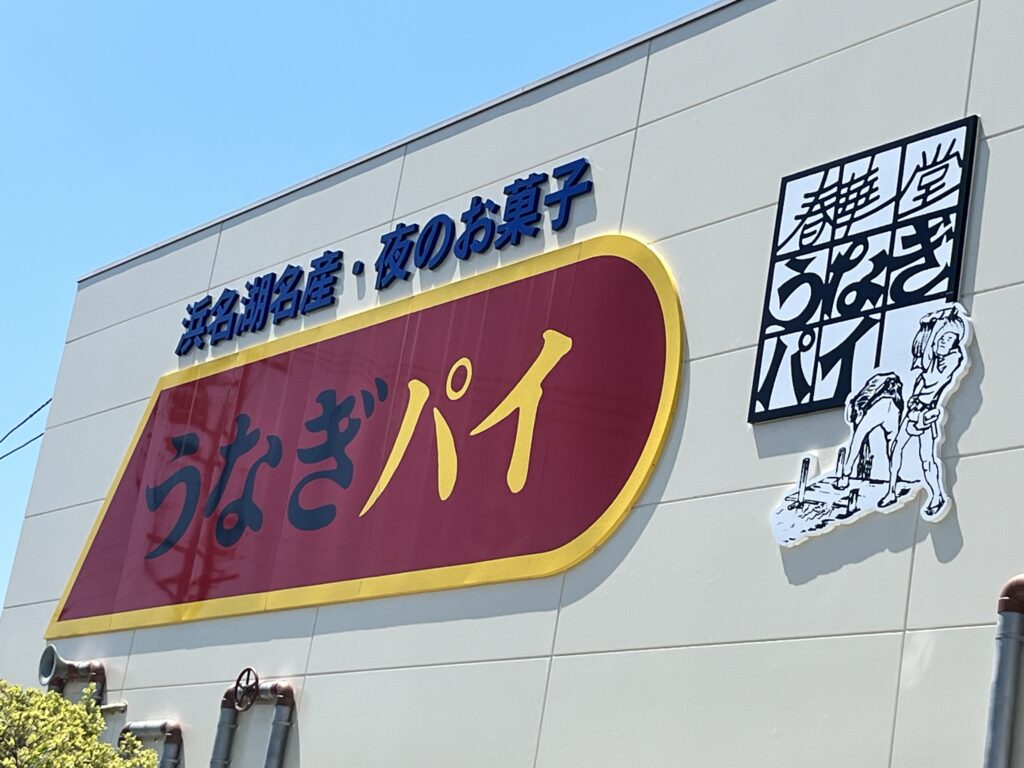 浜名湖名産・夜のお菓子
うなぎパイ
春華堂
うなぎ
パイ